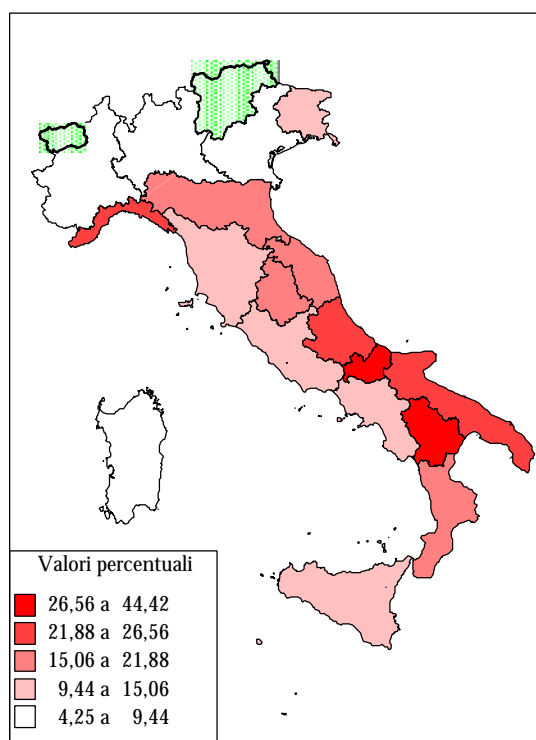 Valori percentuali
26,56 a 44,42
21,88 a 26,56
15,06 a 21,88
9,44 a 15,06
4,25 a 9,44